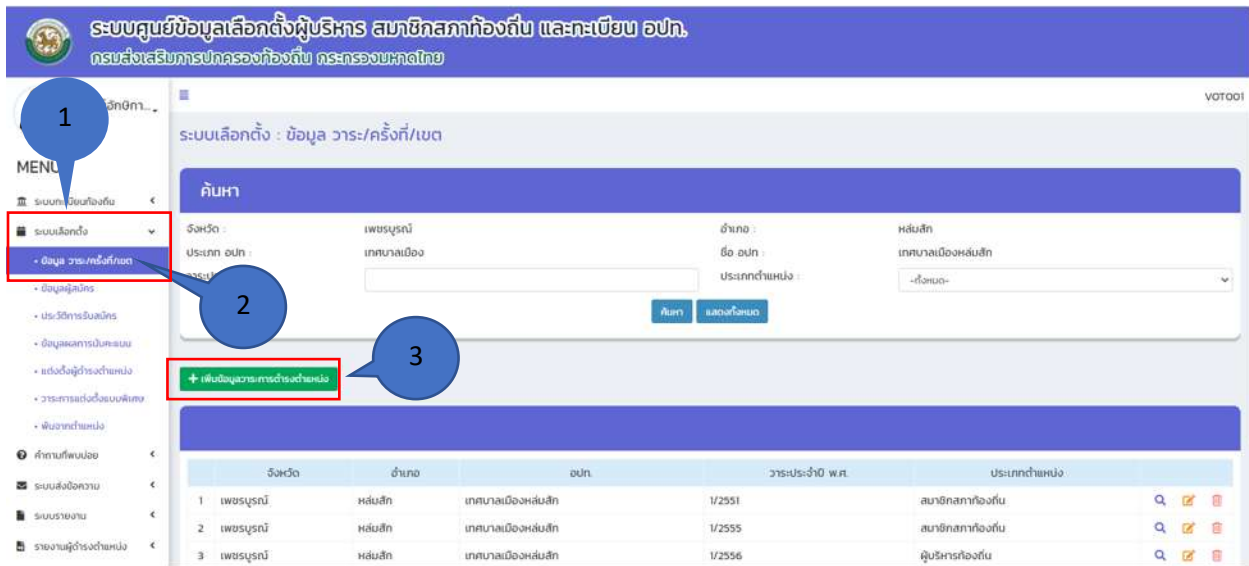 ระบบศูนย์ข้อมูลเลือกตั้งผู้บริหาร สมาชิกสภาท้องถิ่น และทะเบียน อปท.
กรมส่งเสริมการปกครองท้องถิ่น กระทรวงมหาดไทย
VOT001
1
MENU
ระบบเลือกตั้ง : ข้อมูล วาระ/ครั้งที่/เขต
ค้นหา
ระบบทะเบียนท้องถิ่น
ระบบเลือกตั้ง
• ข้อมูล วาระ/ครั้งที่/เขต
• ข้อมูลผู้สมัคร
• ประวัติการรับสมัคร
• ข้อมูลผลการนับคะแนน
• แต่งตั้งผู้ดำรงตำแหน่ง
• วาระการแต่งตั้งแบบพิเศษ
• พ้นจากตำแหน่ง
คำถามที่พบบ่อย
ระบบส่งข้อความ
ระบบรายงาน
รายงานผู้ดำรงตำแหน่ง
จังหวัด : เพชรบูรณ์ อำเภอ : หล่มสัก
ประเภท อปท : เทศบาลเมือง ชื่อ อปท : เทศบาลเมืองหล่มสัก
ประเภทตำแหน่ง : -ทั้งหมด-
2
ค้นหา แสดงทั้งหมด
3
+ เพิ่มข้อมูลวาระการดำรงตำแหน่ง
จังหวัด อำเภอ อปท. วาระประจำปี พ.ศ. ประเภทตำแหน่ง
1 เพชรบูรณ์ หล่มสัก เทศบาลเมืองหล่มสัก 1/2551 สมาชิกสภาท้องถิ่น
2 เพชรบูรณ์ หล่มสัก เทศบาลเมืองหล่มสัก 1/2555 สมาชิกสภาท้องถิ่น
3 เพชรบูรณ์ หล่มสัก เทศบาลเมืองหล่มสัก 1/2556 ผู้บริหารท้องถิ่น